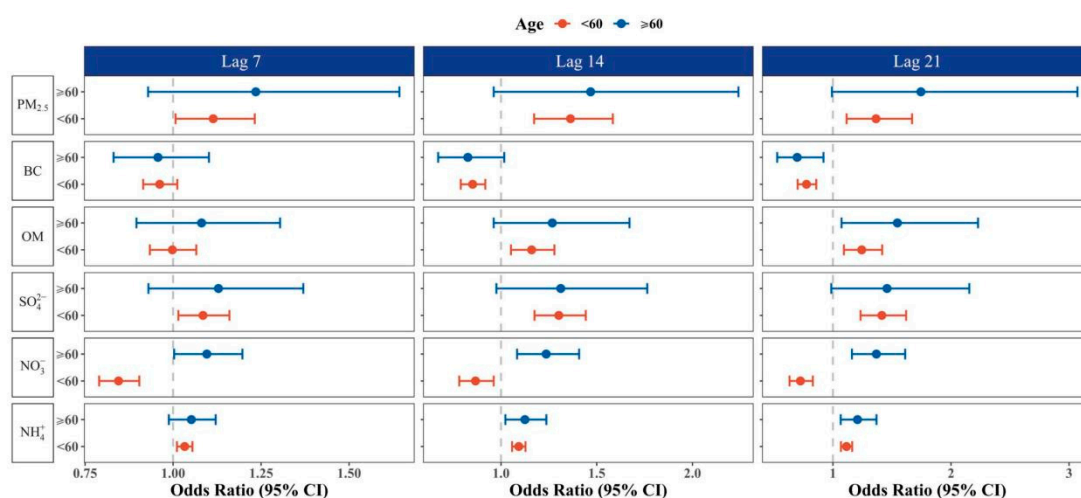 Age <60 ⩾60
Lag 7 Lag 14 Lag 21
PM2.5 ⩾60
<60
BC ⩾60
<60
OM ⩾60
<60
SO4^2− ⩾60
<60
NO3^− ⩾60
<60
NH4^+ ⩾60
<60
0.75 1.00 1.25 1.50 1.0 1.5 2.0 1 2 3
Odds Ratio (95% CI) Odds Ratio (95% CI) Odds Ratio (95% CI)